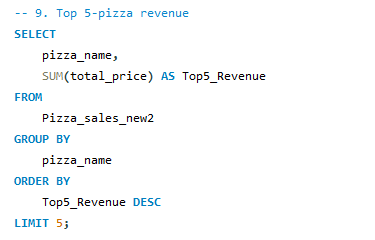 -- 9. Top 5-pizza revenue
SELECT
    pizza_name,
    SUM(total_price) AS Top5_Revenue
FROM
    Pizza_sales_new2
GROUP BY
    pizza_name
ORDER BY
    Top5_Revenue DESC
LIMIT 5;